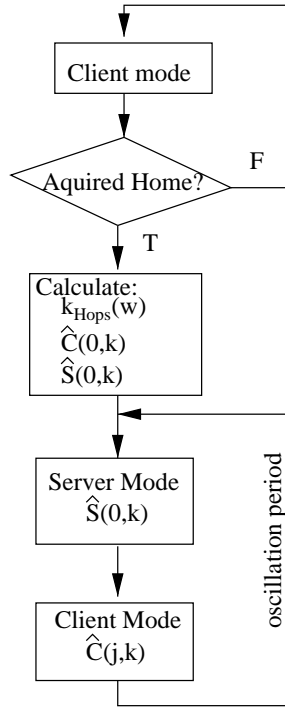 Client mode
Aquired Home?
F
T
Calculate:
k_Hops(w)
Ĉ(0,k)
Ŝ(0,k)
Server Mode
Ŝ(0,k)
Client Mode
Ĉ(j,k)
oscillation period